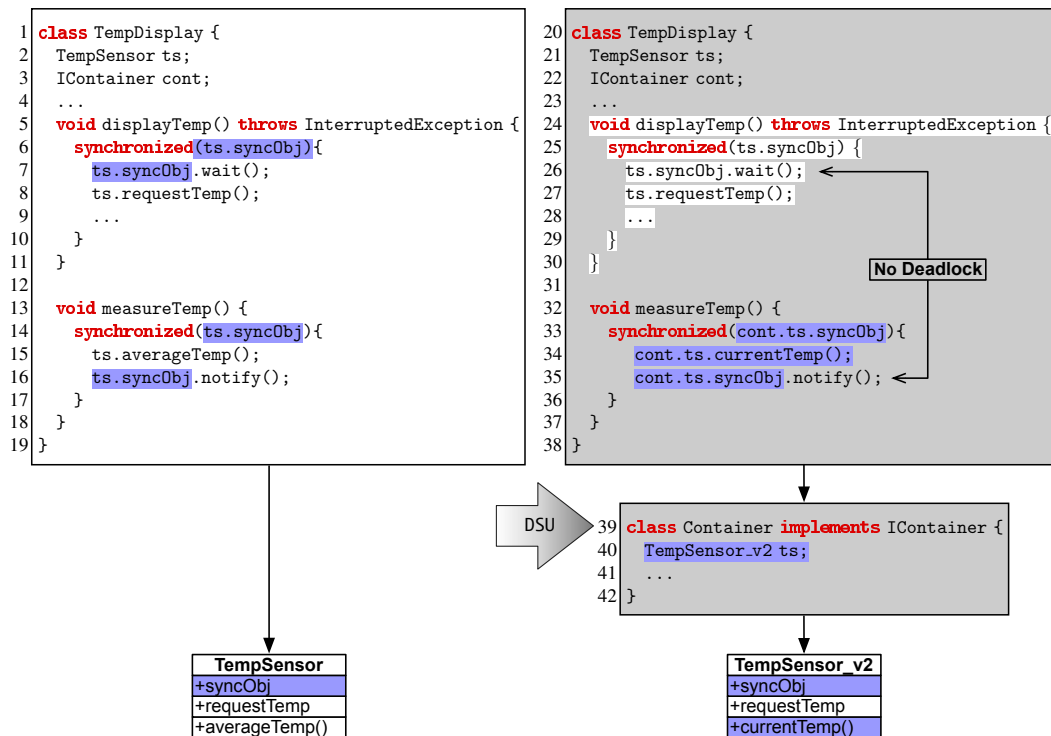 1 class TempDisplay {
2 TempSensor ts;
3 IContainer cont;
4 ...
5 void displayTemp() throws InterruptedException {
6 synchronized(ts.syncObj){
7 ts.syncObj.wait();
8 ts.requestTemp();
9 ...
10 }
11 }
12
13 void measureTemp() {
14 synchronized(ts.syncObj){
15 ts.averageTemp();
16 ts.syncObj.notify();
17 }
18 }
19 }
20 class TempDisplay {
21 TempSensor ts;
22 IContainer cont;
23 ...
24 void displayTemp() throws InterruptedException {
25 synchronized(ts.syncObj) {
26 ts.syncObj.wait();
27 ts.requestTemp();
28 ...
29 }
30 }
31
32 void measureTemp() {
33 synchronized(cont.ts.syncObj){
34 cont.ts.currentTemp();
35 cont.ts.syncObj.notify();
36 }
37 }
38 }
No Deadlock
DSU
39 class Container implements IContainer {
40 TempSensor_v2 ts;
41 ...
42 }
TempSensor
+syncObj
+requestTemp
+averageTemp()
TempSensor_v2
+syncObj
+requestTemp
+currentTemp()